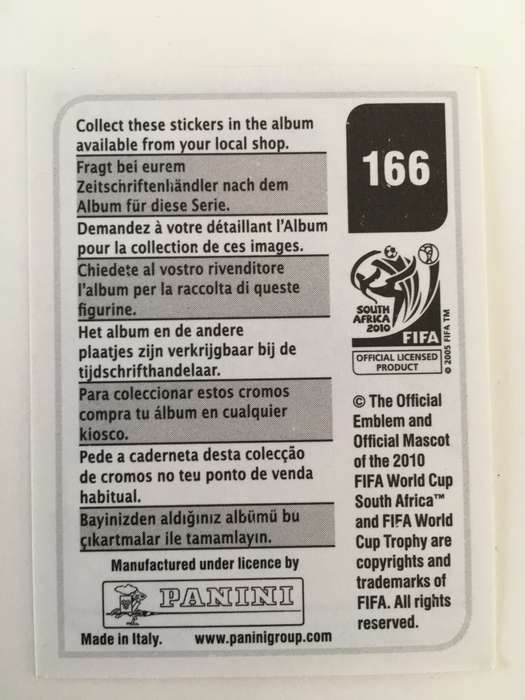 Collect these stickers in the album
available from your local shop.
Fragt bei eurem
Zeitschriftenhändler nach dem
Album für diese Serie.
Demandez à votre détaillant l'Album
pour la collection de ces images.
Chiedete al vostro rivenditore
l'album per la raccolta di queste
figurine.
Het album en de andere
plaatjes zijn verkrijgbaar bij de
tijdschrifthandelaar.
Para coleccionar estos cromos
compra tu álbum en cualquier
kiosco.
Pede a caderneta desta colecção
de cromos no teu ponto de venda
habitual.
Bayinizden aldığınız albümü bu
çıkartmalar ile tamamlayın.
Manufactured under licence by
PANINI
Made in Italy. www.paninigroup.com
166
SOUTH
AFRICA
2010
FIFA
OFFICIAL LICENSED
PRODUCT
© 2005 FIFA TM
© The Official
Emblem and
Official Mascot
of the 2010
FIFA World Cup
South Africa™
and FIFA World
Cup Trophy are
copyrights and
trademarks of
FIFA. All rights
reserved.